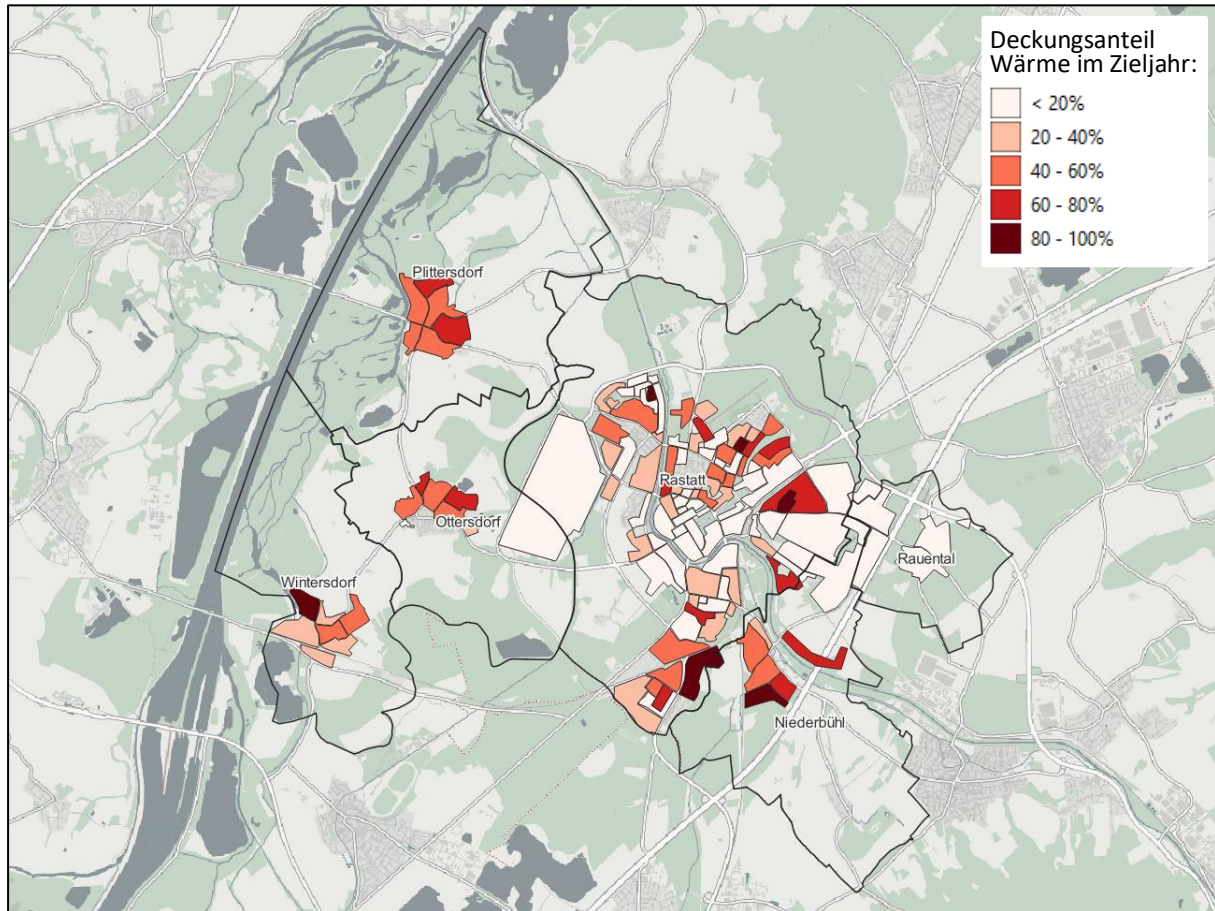 Deckungsanteil
Wärme im Zieljahr:
< 20%
20 - 40%
40 - 60%
60 - 80%
80 - 100%
Plittersdorf
Rastatt
Ottersdorf
Rauental
Wintersdorf
Niederbühl